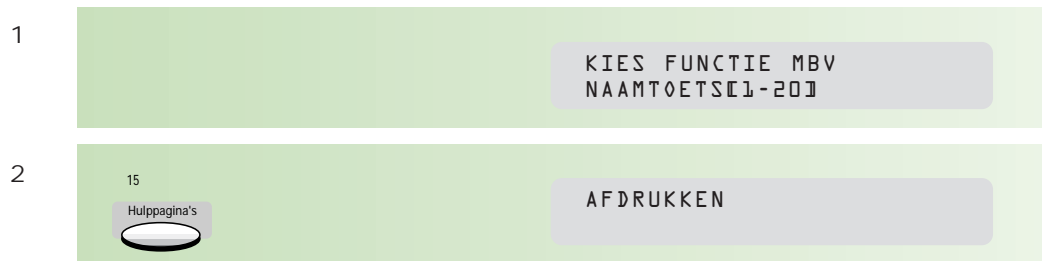 1
KIES FUNCTIE MBV
NAAMTOETS[1-20]
2
15
Hulppagina's
AFDRUKKEN